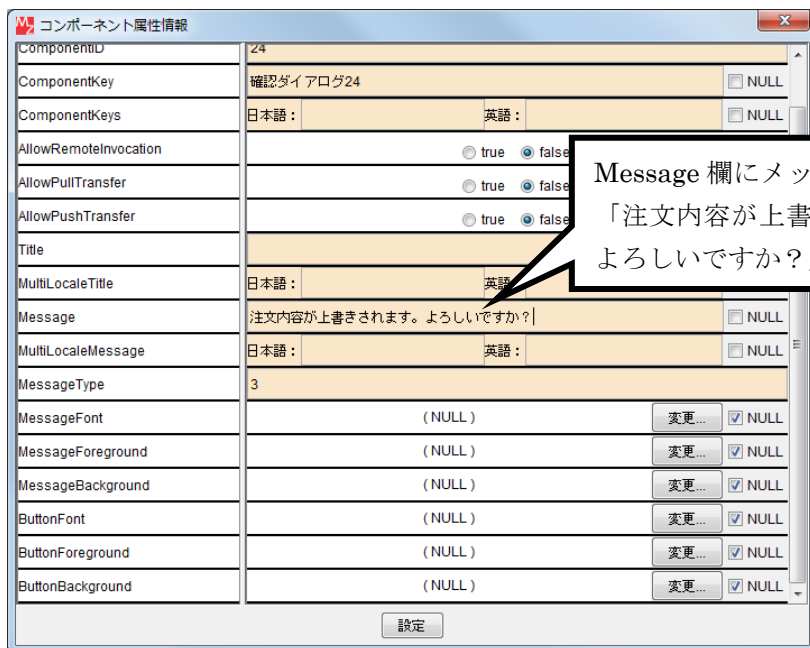 コンポーネント属性情報
ComponentID 24
ComponentKey 確認ダイアログ24 NULL
ComponentKeys 日本語： 英語： NULL
AllowRemoteInvocation true false
AllowPullTransfer true false
AllowPushTransfer true false
Message 欄にメッ
「注文内容が上書
よろしいですか？
Title
MultiLocaleTitle 日本語：
Message 注文内容が上書きされます。よろしいですか？ NULL
MultiLocaleMessage 日本語： 英語： NULL
MessageType 3
MessageFont (NULL) 変更... NULL
MessageForeground (NULL) 変更... NULL
MessageBackground (NULL) 変更... NULL
ButtonFont (NULL) 変更... NULL
ButtonForeground (NULL) 変更... NULL
ButtonBackground (NULL) 変更... NULL
設定